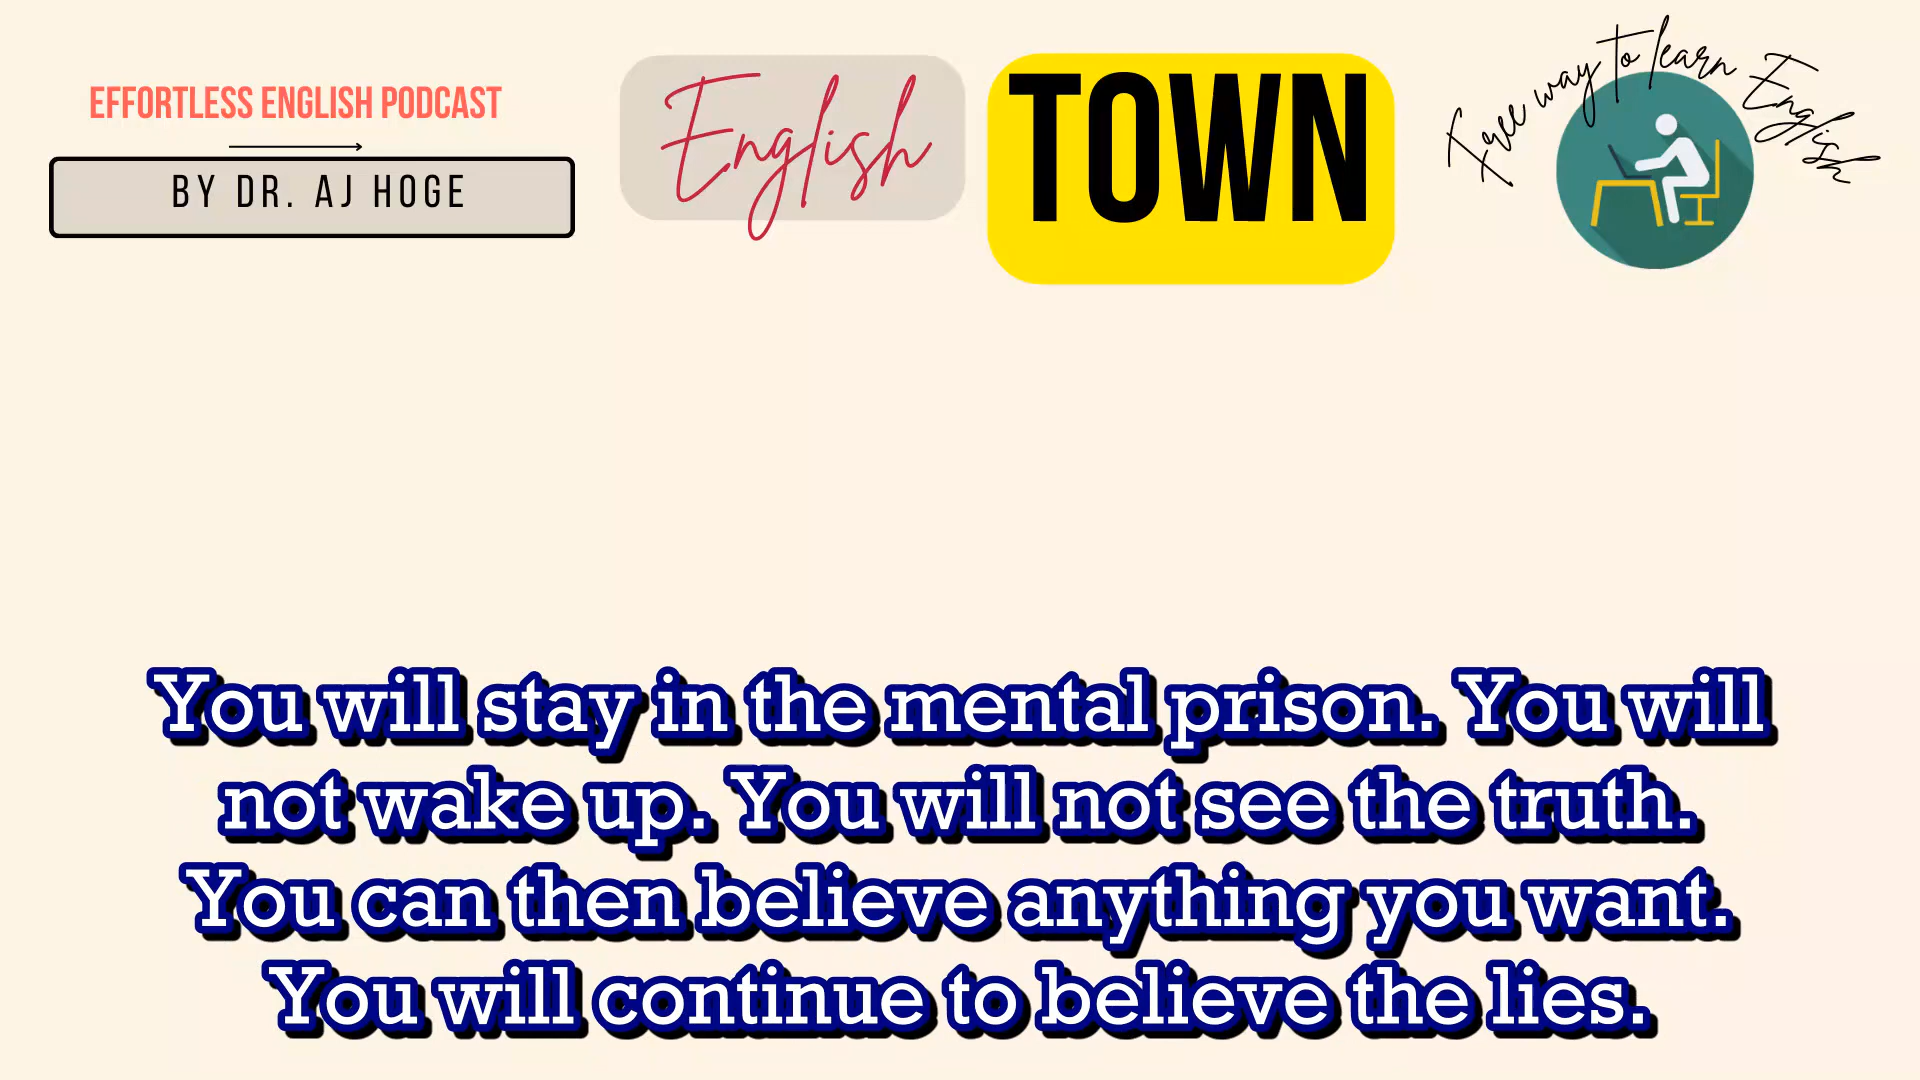 EFFORTLESS ENGLISH PODCAST
BY DR. AJ HOGE
English
TOWN
Free way to learn English
You will stay in the mental prison. You will
not wake up. You will not see the truth.
You can then believe anything you want.
You will continue to believe the lies.